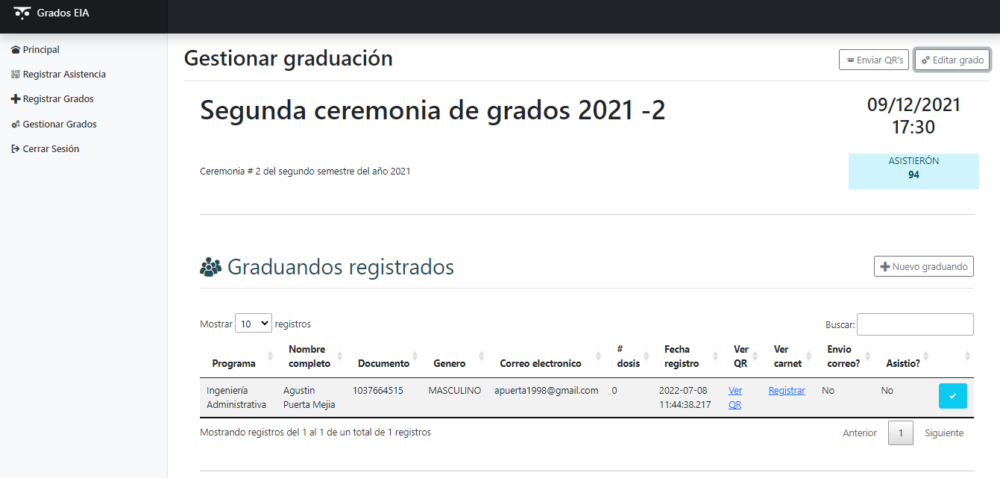 Grados EIA
Principal
Registrar Asistencia
Registrar Grados
Gestionar Grados
Cerrar Sesión
Gestionar graduación
Enviar QR's
Editar grado
Segunda ceremonia de grados 2021 -2
09/12/2021
17:30
Ceremonia # 2 del segundo semestre del año 2021
ASISTIERÓN
94
Graduandos registrados
Nuevo graduando
Mostrar 10 registros
Buscar:
Programa
Nombre
completo
Documento
Genero
Correo electronico
#
dosis
Fecha
registro
Ver
QR
Ver
carnet
Envio
correo?
Asistio?
Ingeniería
Administrativa
Agustin
Puerta Mejia
1037664515
MASCULINO
apuerta1998@gmail.com
0
2022-07-08
11:44:38.217
Ver
QR
Registrar
No
No
Mostrando registros del 1 al 1 de un total de 1 registros
Anterior
1
Siguiente